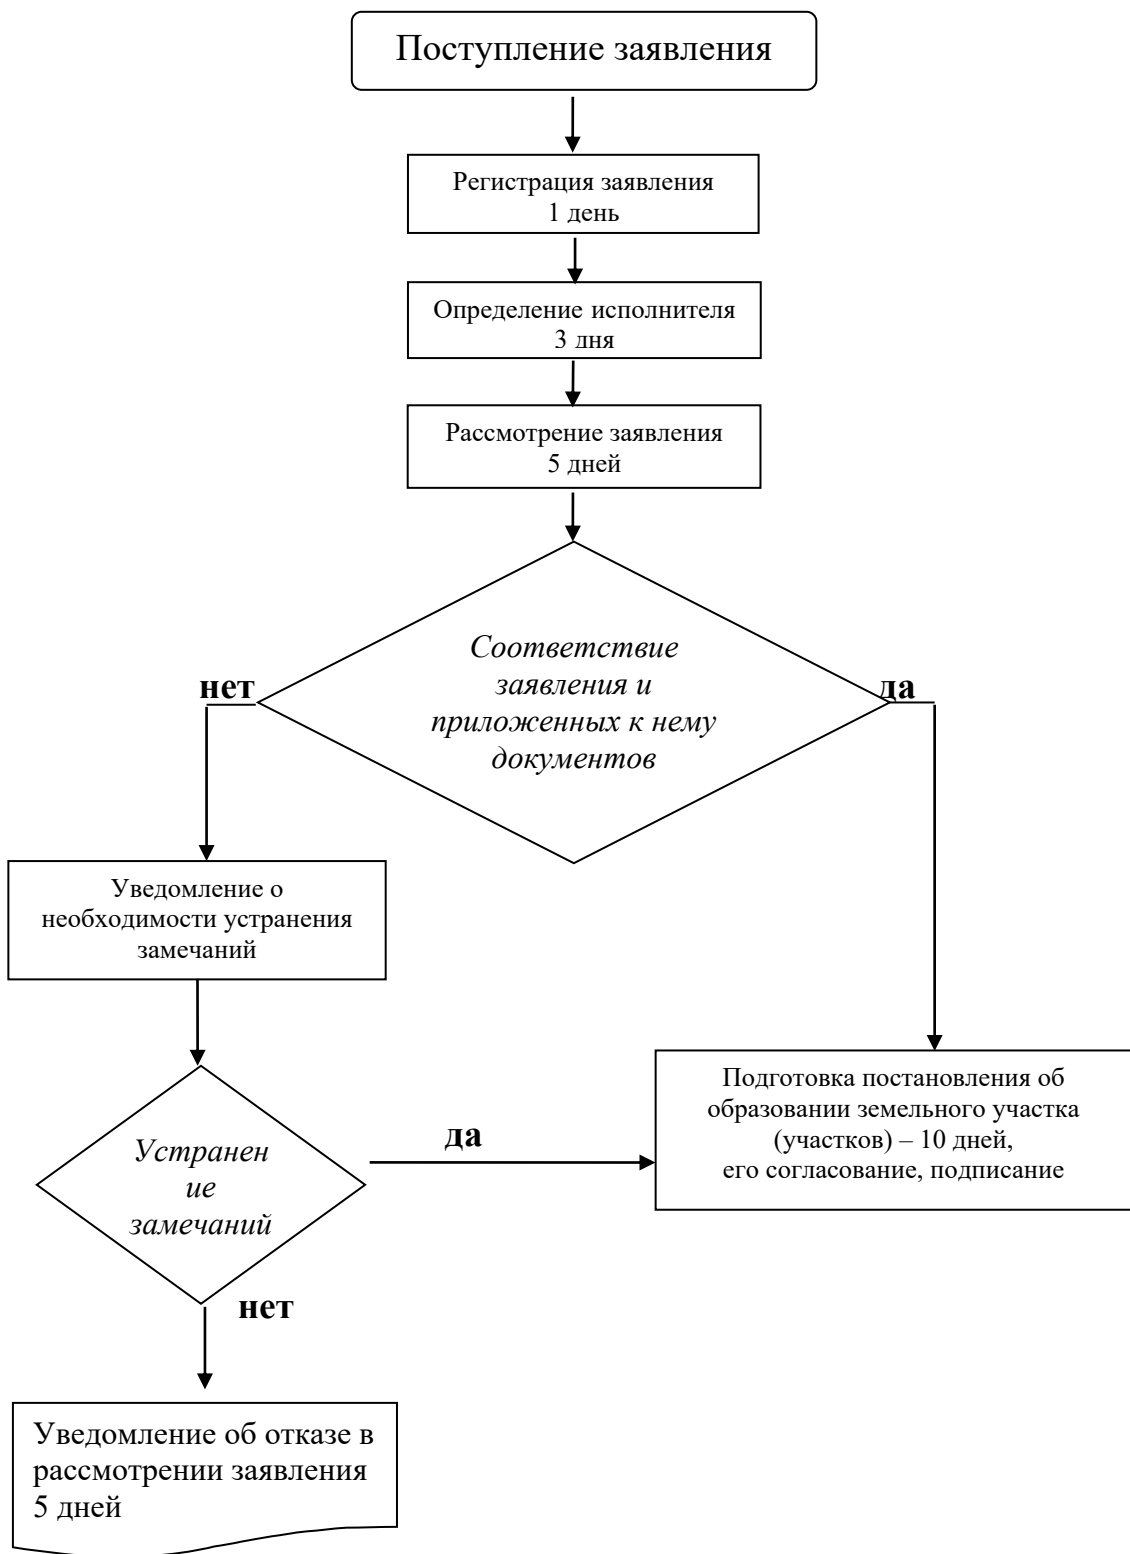 Поступление заявления
Регистрация заявления
1 день
Определение исполнителя
3 дня
Рассмотрение заявления
5 дней
Соответствие
заявления и
приложенных к нему
документов
нет
да
Уведомление о
необходимости устранения
замечаний
Подготовка постановления об
образовании земельного участка
(участков) – 10 дней,
его согласование, подписание
Устранен
ие
замечаний
да
нет
Уведомление об отказе в
рассмотрении заявления
5 дней